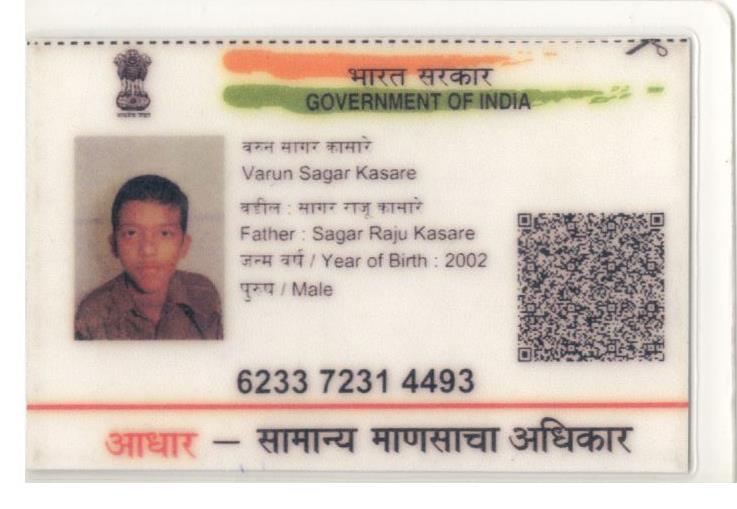 भारत सरकार
GOVERNMENT OF INDIA
वरुन सागर कासारे
Varun Sagar Kasare
वडील : सागर राजू कासारे
Father : Sagar Raju Kasare
जन्म वर्ष / Year of Birth : 2002
पुरुष / Male
6233 7231 4493
आधार – सामान्य माणसाचा अधिकार